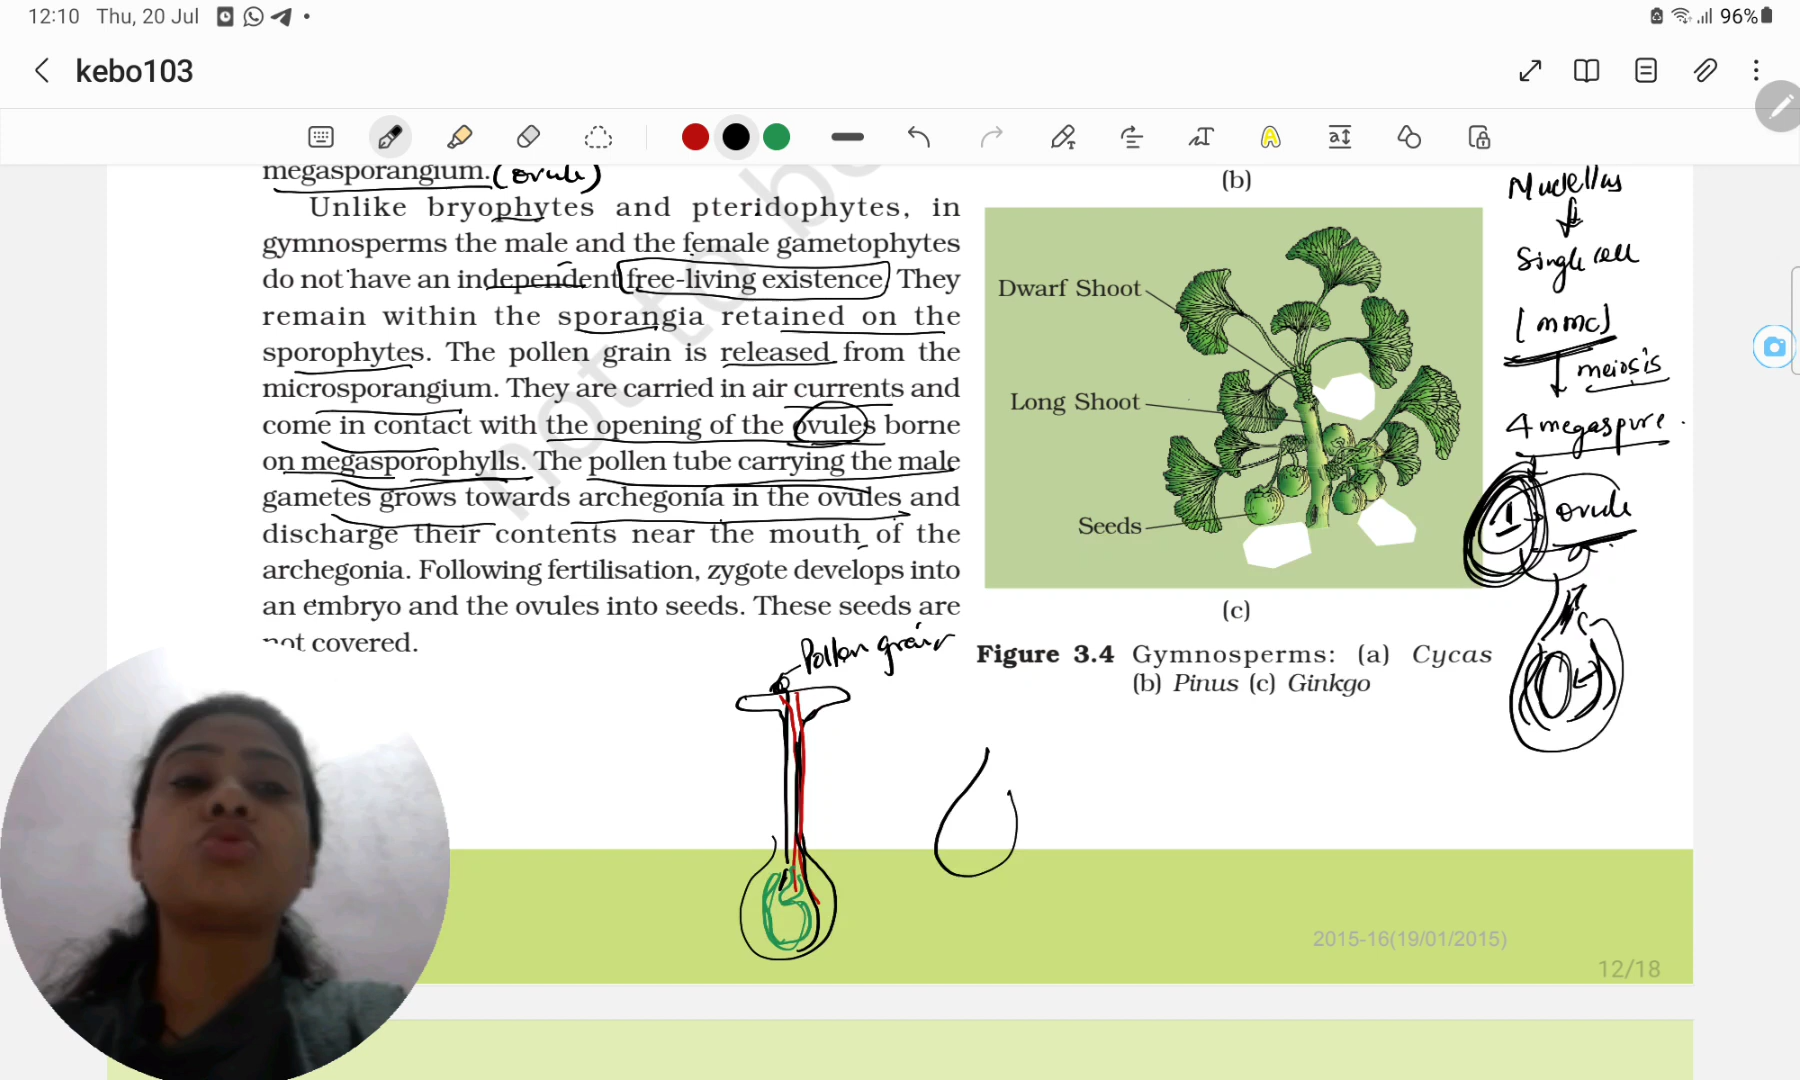 12:10 Thu, 20 Jul
96%
kebo103
megasporangium. (ovule)
Unlike bryophytes and pteridophytes, in
gymnosperms the male and the female gametophytes
do not have an independent free-living existence. They
remain within the sporangia retained on the
sporophytes. The pollen grain is released from the
microsporangium. They are carried in air currents and
come in contact with the opening of the ovules borne
on megasporophylls. The pollen tube carrying the male
gametes grows towards archegonia in the ovules and
discharge their contents near the mouth of the
archegonia. Following fertilisation, zygote develops into
an embryo and the ovules into seeds. These seeds are
not covered.
Pollen grain
(b)
Dwarf Shoot
Long Shoot
Seeds
(c)
Figure 3.4 Gymnosperms: (a) Cycas
(b) Pinus (c) Ginkgo
Nucellus
Single cell
(mmc)
meiosis
4 megaspore.
1 ovule
2015-16(19/01/2015)
12/18